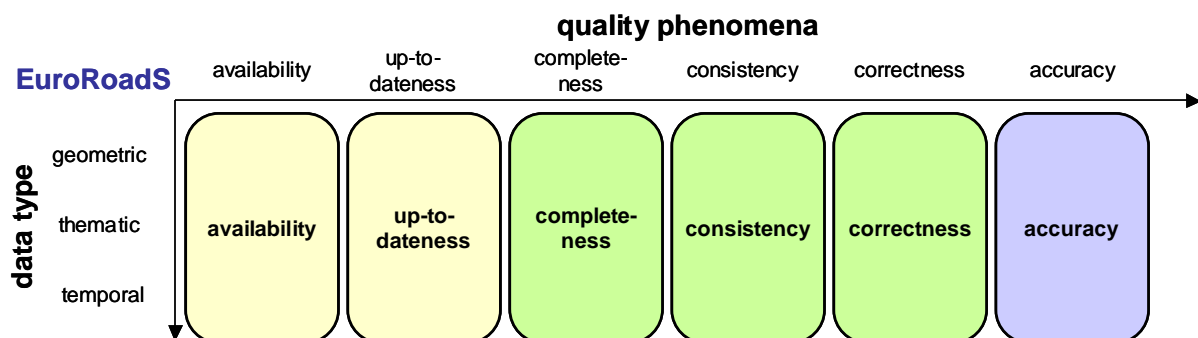 quality phenomena
EuroRoadS
availability
up-to-
dateness
complete-
ness
consistency
correctness
accuracy
data type
geometric
thematic
temporal
availability
up-to-
dateness
complete-
ness
consistency
correctness
accuracy